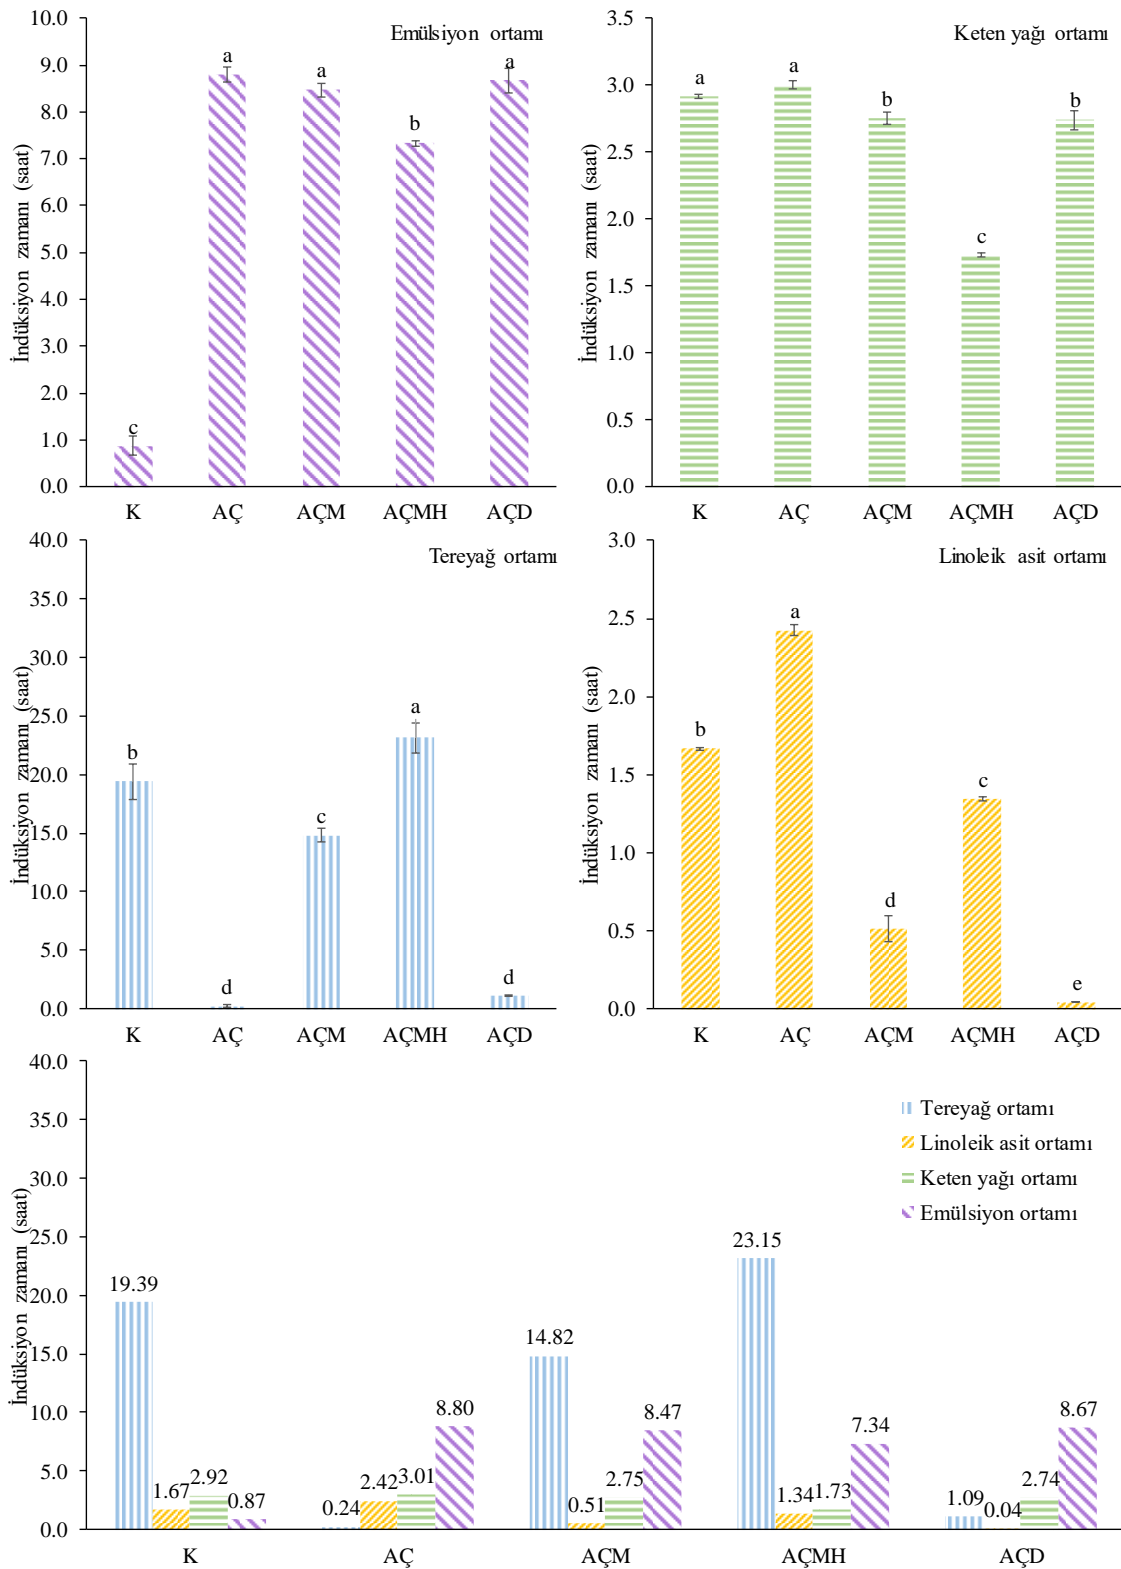 Emülsiyon ortamı
İndüksiyon zamanı (saat)
10.0
9.0
8.0
7.0
6.0
5.0
4.0
3.0
2.0
1.0
0.0
c
a
a
b
a
K AÇ AÇM AÇMH AÇD
Keten yağı ortamı
İndüksiyon zamanı (saat)
3.5
3.0
2.5
2.0
1.5
1.0
0.5
0.0
a
a
b
c
b
K AÇ AÇM AÇMH AÇD
Tereyağ ortamı
İndüksiyon zamanı (saat)
40.0
35.0
30.0
25.0
20.0
15.0
10.0
5.0
0.0
b
d
c
a
d
K AÇ AÇM AÇMH AÇD
Linoleik asit ortamı
İndüksiyon zamanı (saat)
3.0
2.5
2.0
1.5
1.0
0.5
0.0
b
a
d
c
e
K AÇ AÇM AÇMH AÇD
İndüksiyon zamanı (saat)
40.0
35.0
30.0
25.0
20.0
15.0
10.0
5.0
0.0
Tereyağ ortamı
Linoleik asit ortamı
Keten yağı ortamı
Emülsiyon ortamı
19.39 1.67 2.92 0.87
0.24 2.42 3.01 8.80
14.82 0.51 2.75 8.47
23.15 1.34 1.73 7.34
1.09 0.04 2.74 8.67
K AÇ AÇM AÇMH AÇD